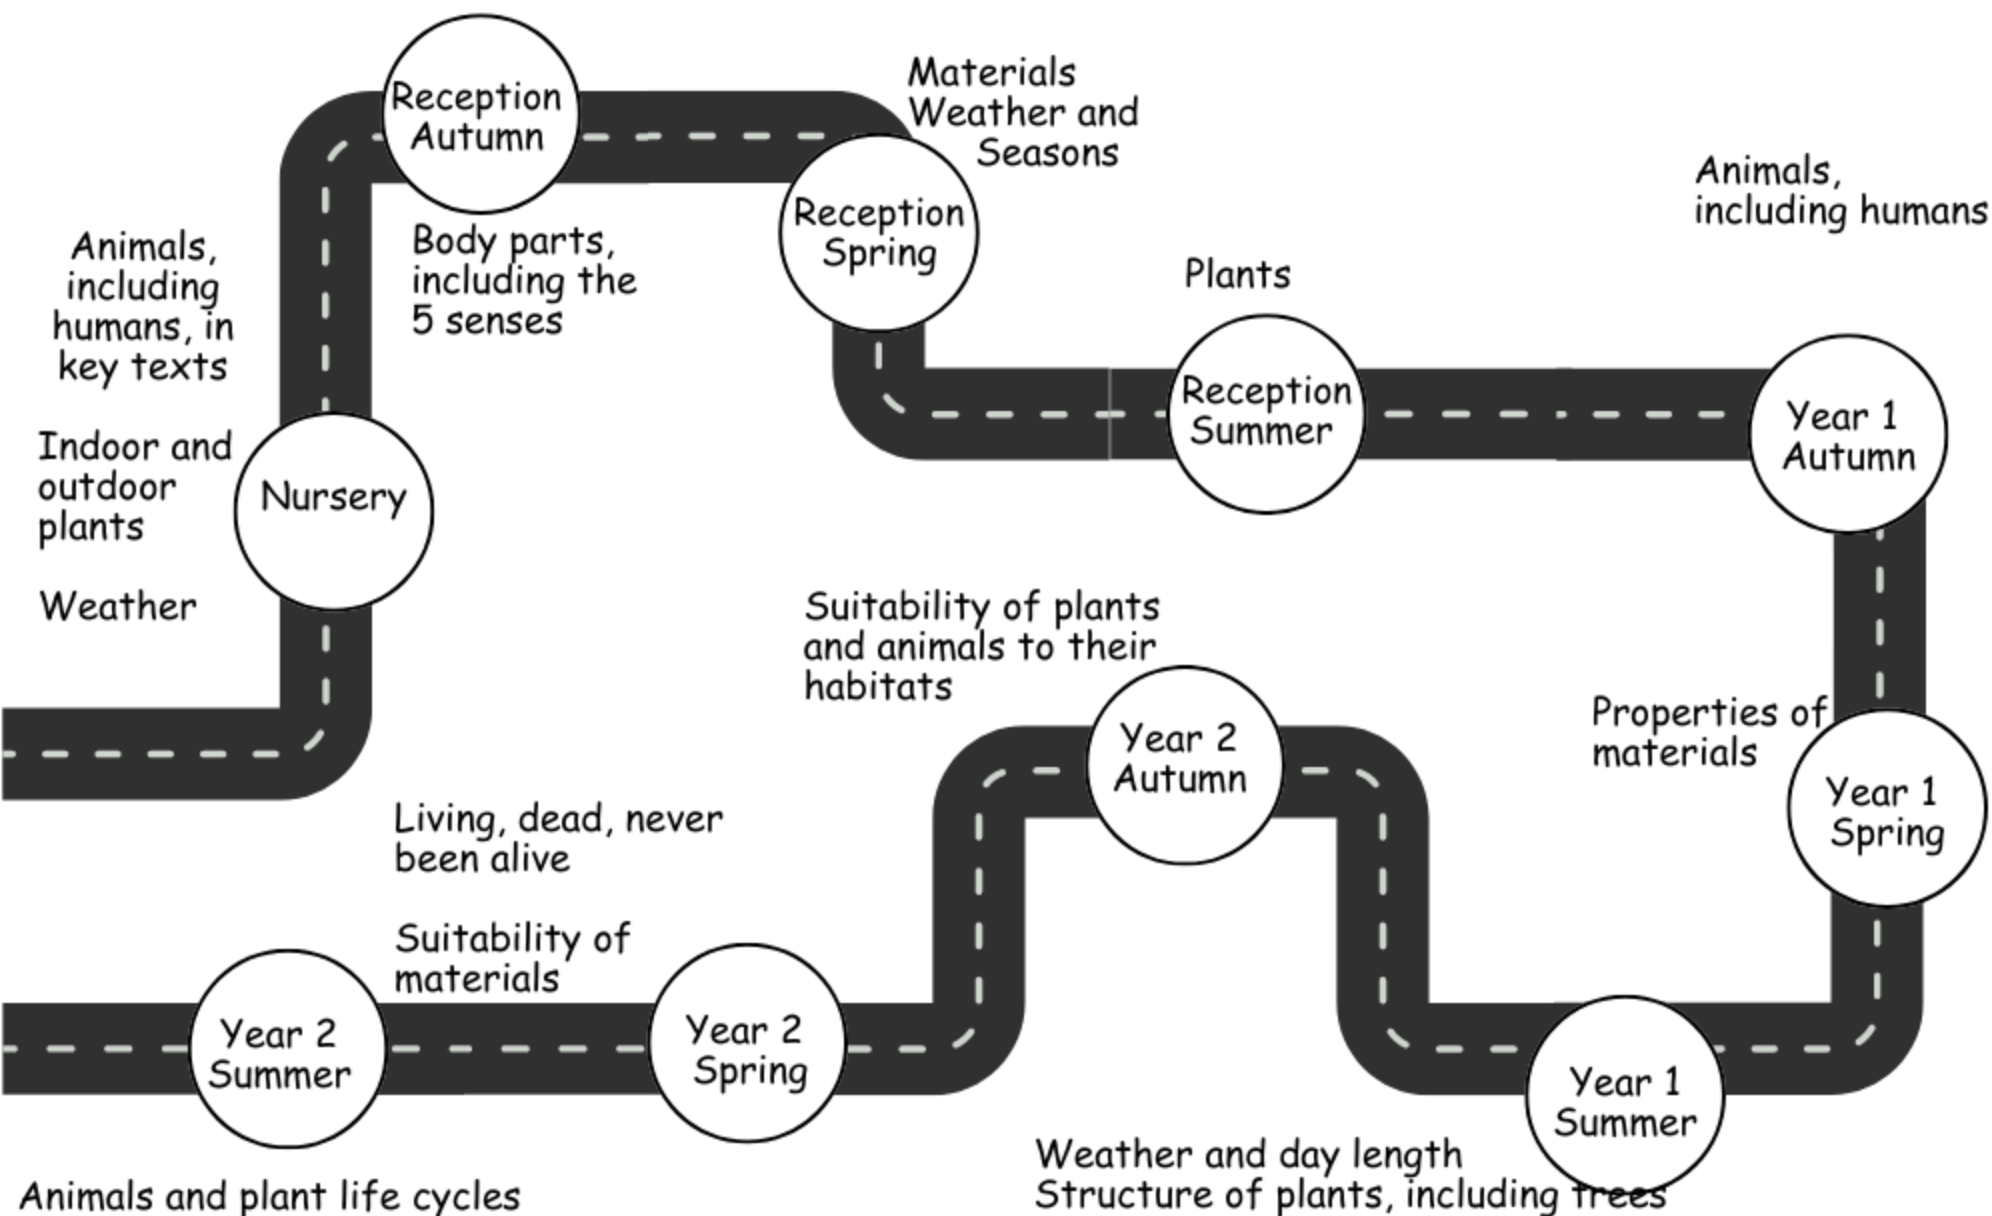 Reception
Autumn
Materials
Weather and
Seasons
Animals,
including humans
Reception
Spring
Animals,
including
humans, in
key texts
Body parts,
including the
5 senses
Plants
Reception
Summer
Year 1
Autumn
Indoor and
outdoor
plants
Nursery
Weather
Suitability of plants
and animals to their
habitats
Properties of
materials
Year 2
Autumn
Year 1
Spring
Living, dead, never
been alive
Suitability of
materials
Year 2
Summer
Year 2
Spring
Year 1
Summer
Weather and day length
Structure of plants, including trees
Animals and plant life cycles